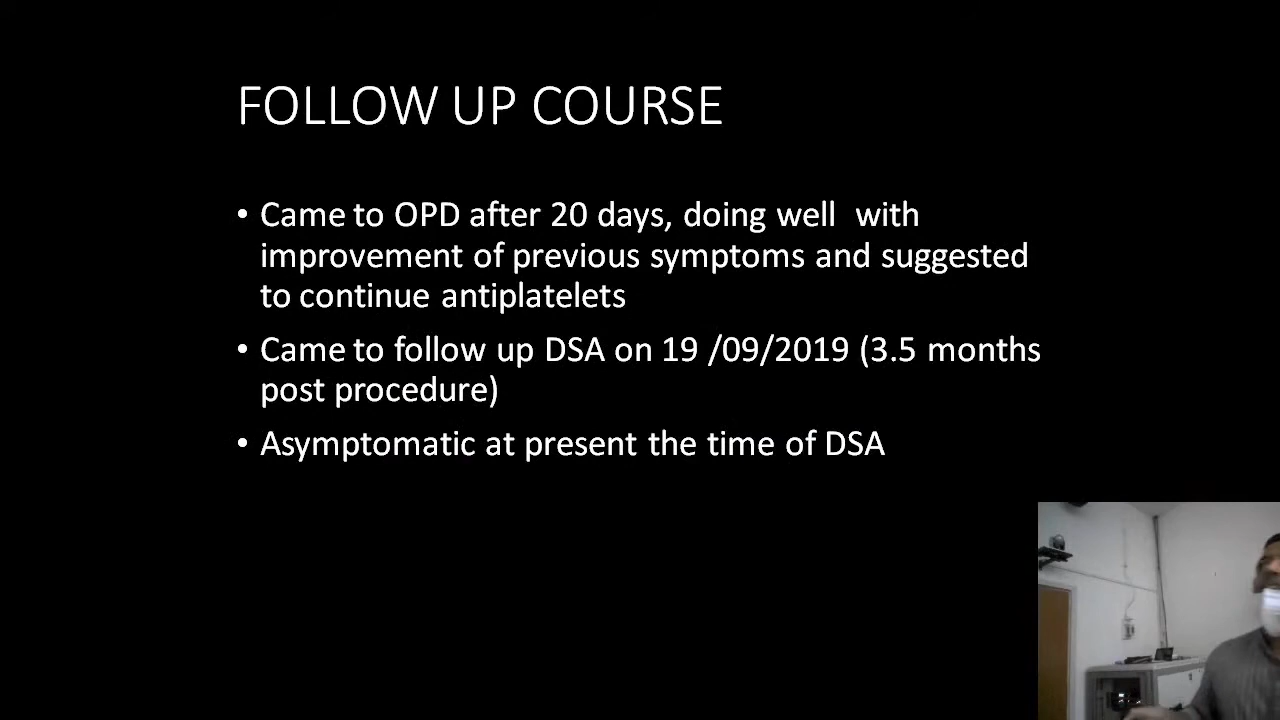 FOLLOW UP COURSE
• Came to OPD after 20 days, doing well with
improvement of previous symptoms and suggested
to continue antiplatelets
• Came to follow up DSA on 19 /09/2019 (3.5 months
post procedure)
• Asymptomatic at present the time of DSA